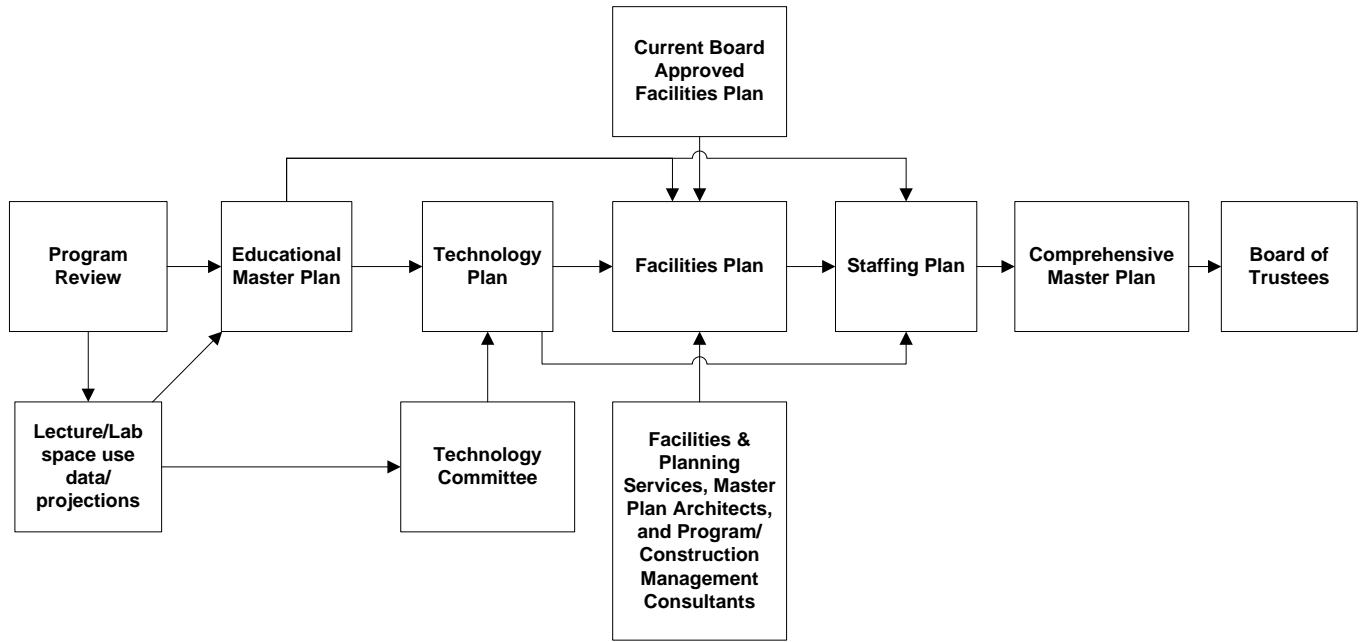 Current Board
Approved
Facilities Plan
Program
Review
Educational
Master Plan
Technology
Plan
Facilities Plan
Staffing Plan
Comprehensive
Master Plan
Board of
Trustees
Lecture/Lab
space use
data/
projections
Technology
Committee
Facilities &
Planning
Services, Master
Plan Architects,
and Program/
Construction
Management
Consultants